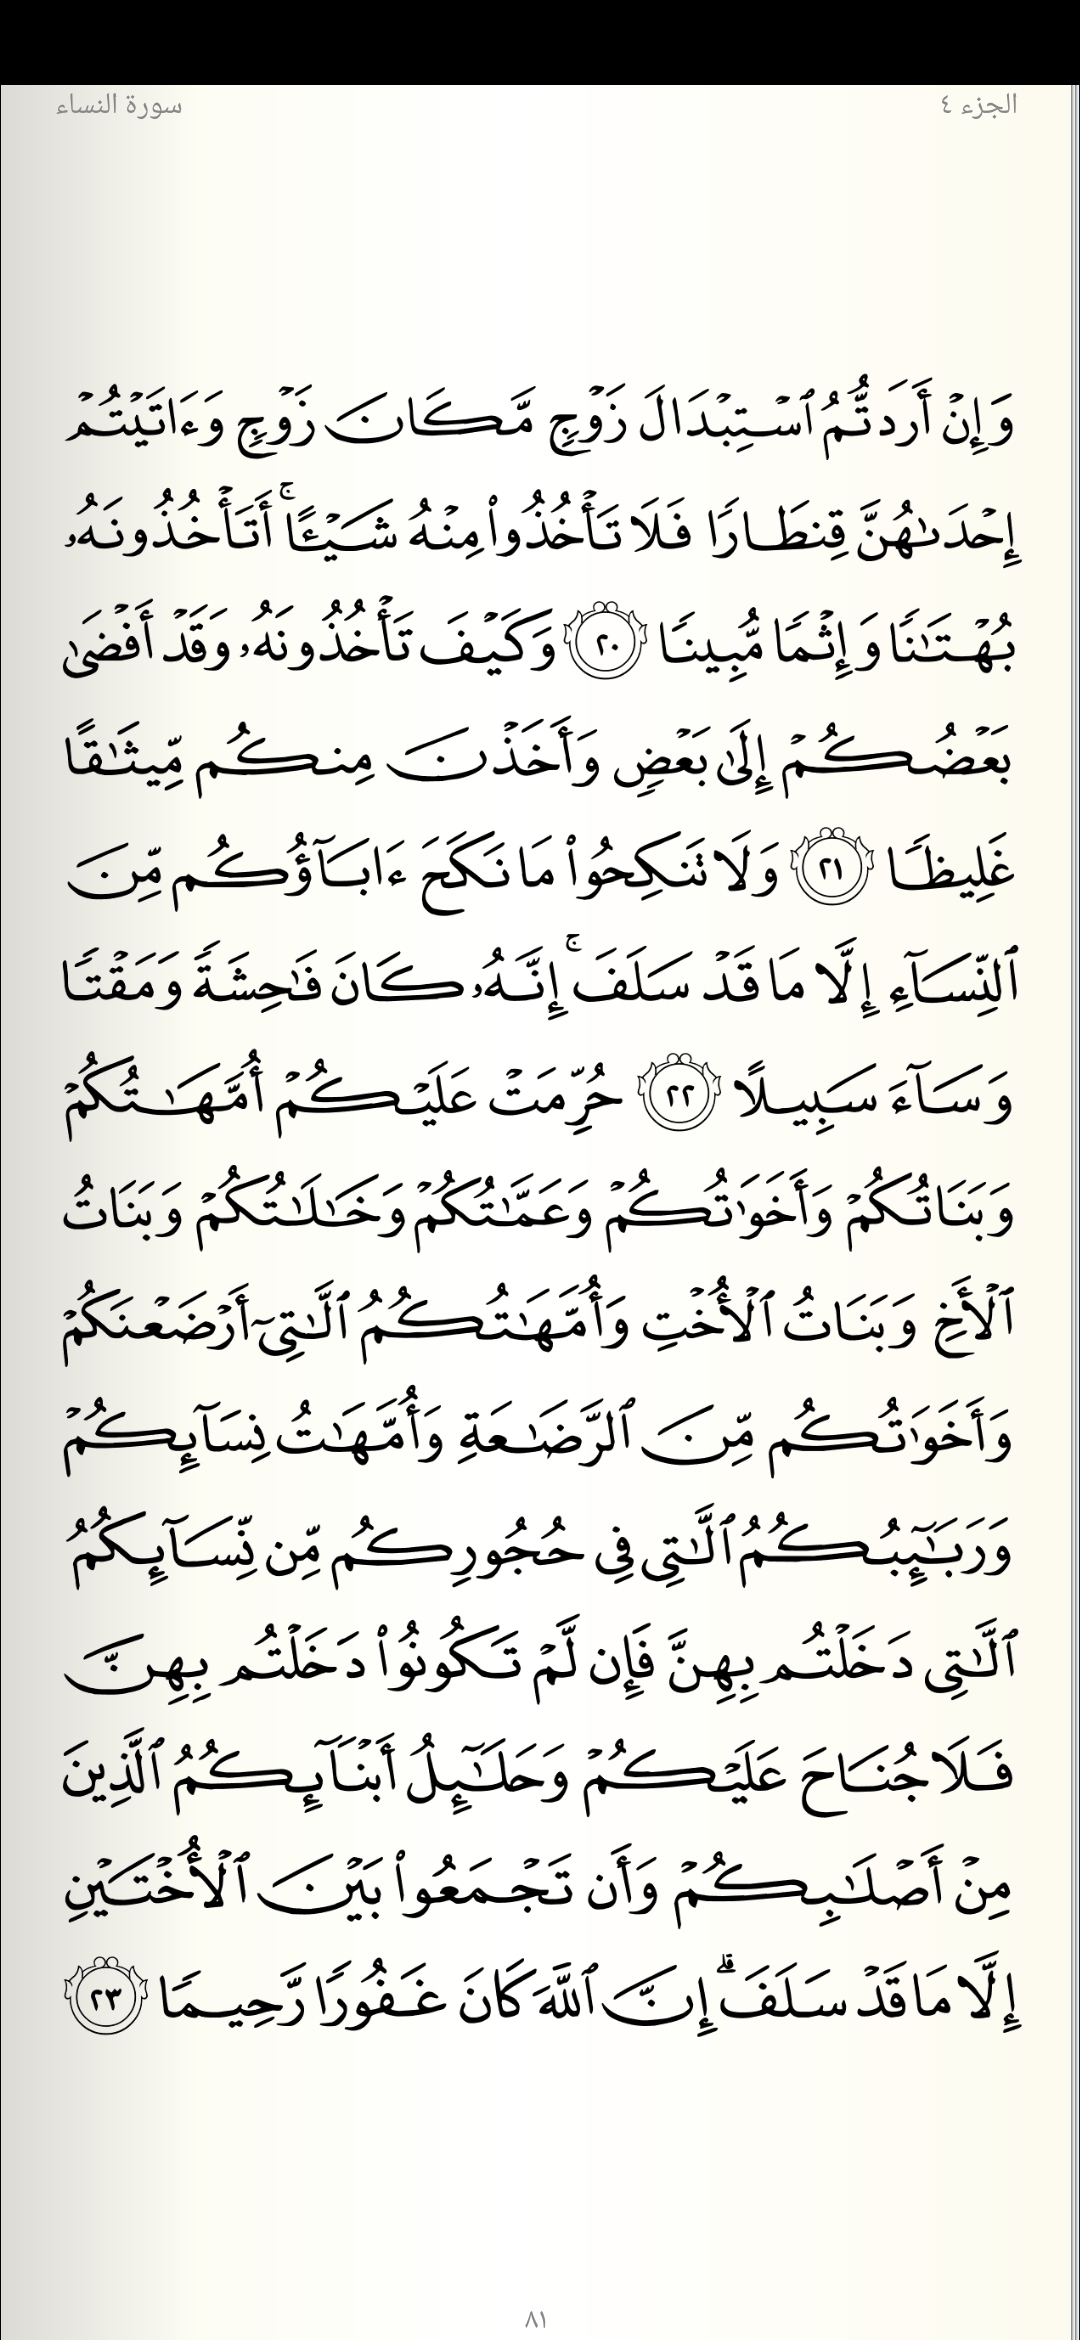 الجزء ٤
سورة النساء
وَإِنْ أَرَدتُّمُ ٱسْتِبْدَالَ زَوْجٍ مَّكَانَ زَوْجٍ وَءَاتَيْتُمْ
إِحْدَىٰهُنَّ قِنطَارًا فَلَا تَأْخُذُوا۟ مِنْهُ شَيْـًٔا ۚ أَتَأْخُذُونَهُۥ
بُهْتَـٰنًا وَإِثْمًا مُّبِينًا ٢٠ وَكَيْفَ تَأْخُذُونَهُۥ وَقَدْ أَفْضَىٰ
بَعْضُكُمْ إِلَىٰ بَعْضٍ وَأَخَذْنَ مِنكُم مِّيثَـٰقًا
غَلِيظًا ٢١ وَلَا تَنكِحُوا۟ مَا نَكَحَ ءَابَآؤُكُم مِّنَ
ٱلنِّسَآءِ إِلَّا مَا قَدْ سَلَفَ ۚ إِنَّهُۥ كَانَ فَـٰحِشَةً وَمَقْتًا
وَسَآءَ سَبِيلًا ٢٢ حُرِّمَتْ عَلَيْكُمْ أُمَّهَـٰتُكُمْ
وَبَنَاتُكُمْ وَأَخَوَٰتُكُمْ وَعَمَّـٰتُكُمْ وَخَـٰلَـٰتُكُمْ وَبَنَاتُ
ٱلْأَخِ وَبَنَاتُ ٱلْأُخْتِ وَأُمَّهَـٰتُكُمُ ٱلَّـٰتِىٓ أَرْضَعْنَكُمْ
وَأَخَوَٰتُكُم مِّنَ ٱلرَّضَـٰعَةِ وَأُمَّهَـٰتُ نِسَآئِكُمْ
وَرَبَـٰٓئِبُكُمُ ٱلَّـٰتِى فِى حُجُورِكُم مِّن نِّسَآئِكُمُ
ٱلَّـٰتِى دَخَلْتُم بِهِنَّ فَإِن لَّمْ تَكُونُوا۟ دَخَلْتُم بِهِنَّ
فَلَا جُنَاحَ عَلَيْكُمْ وَحَلَـٰٓئِلُ أَبْنَآئِكُمُ ٱلَّذِينَ
مِنْ أَصْلَـٰبِكُمْ وَأَن تَجْمَعُوا۟ بَيْنَ ٱلْأُخْتَيْنِ
إِلَّا مَا قَدْ سَلَفَ ۗ إِنَّ ٱللَّهَ كَانَ غَفُورًا رَّحِيمًا ٢٣
٨١